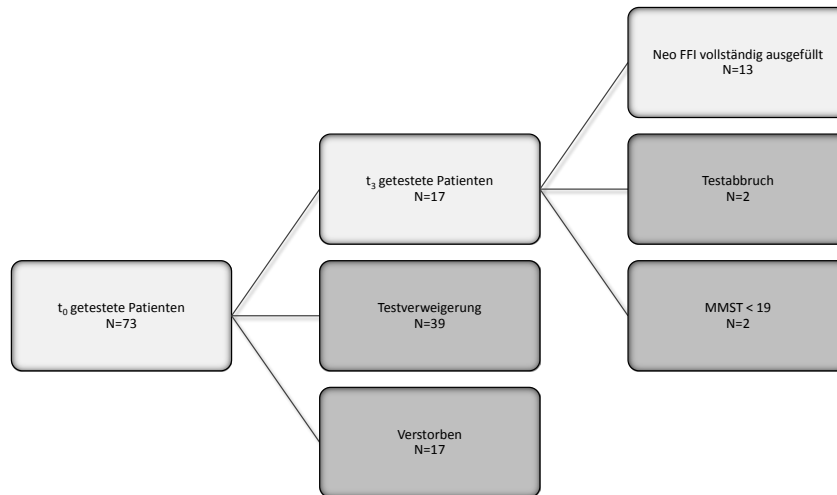 Neo FFI vollständig ausgefüllt
N=13
t₃ getestete Patienten
N=17
Testabbruch
N=2
t₀ getestete Patienten
N=73
Testverweigerung
N=39
MMST < 19
N=2
Verstorben
N=17